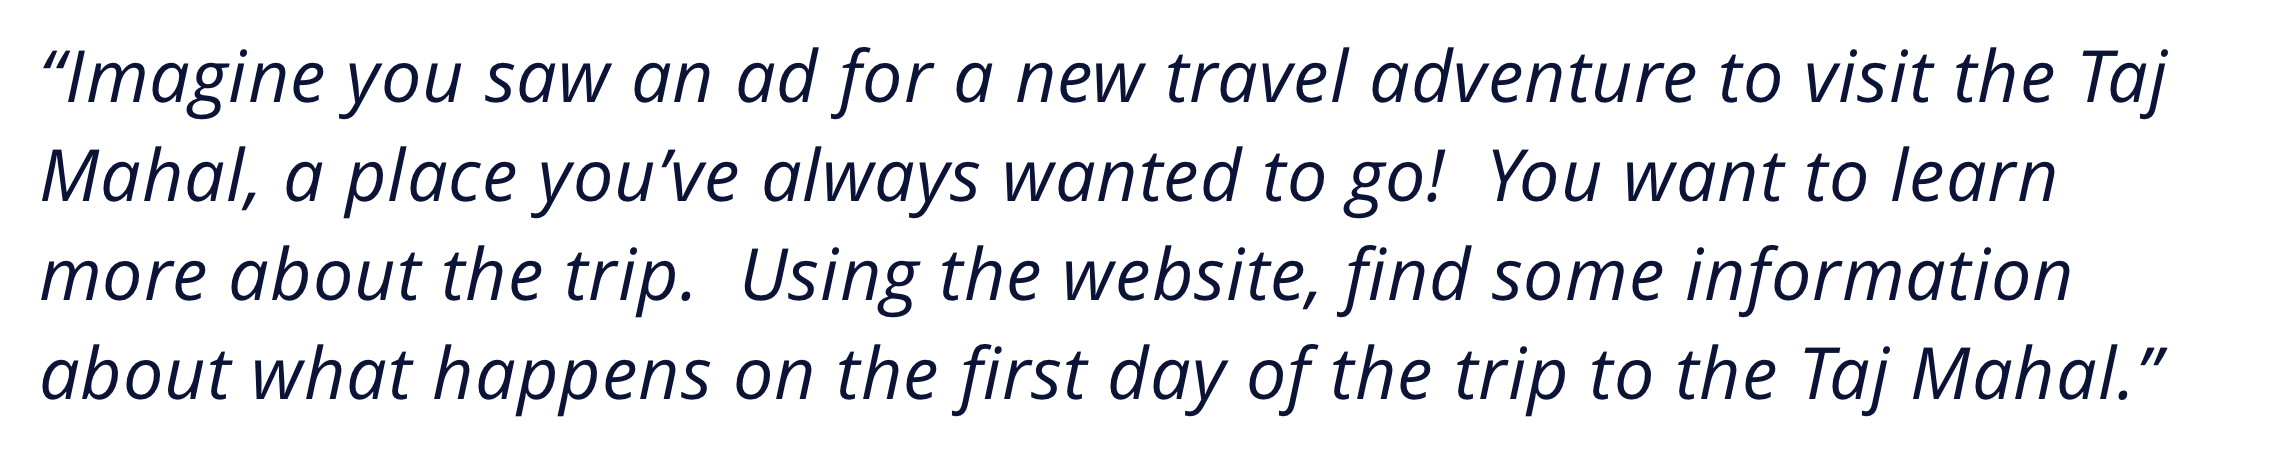 “Imagine you saw an ad for a new travel adventure to visit the Taj
Mahal, a place you’ve always wanted to go!  You want to learn
more about the trip.  Using the website, find some information
about what happens on the first day of the trip to the Taj Mahal.”